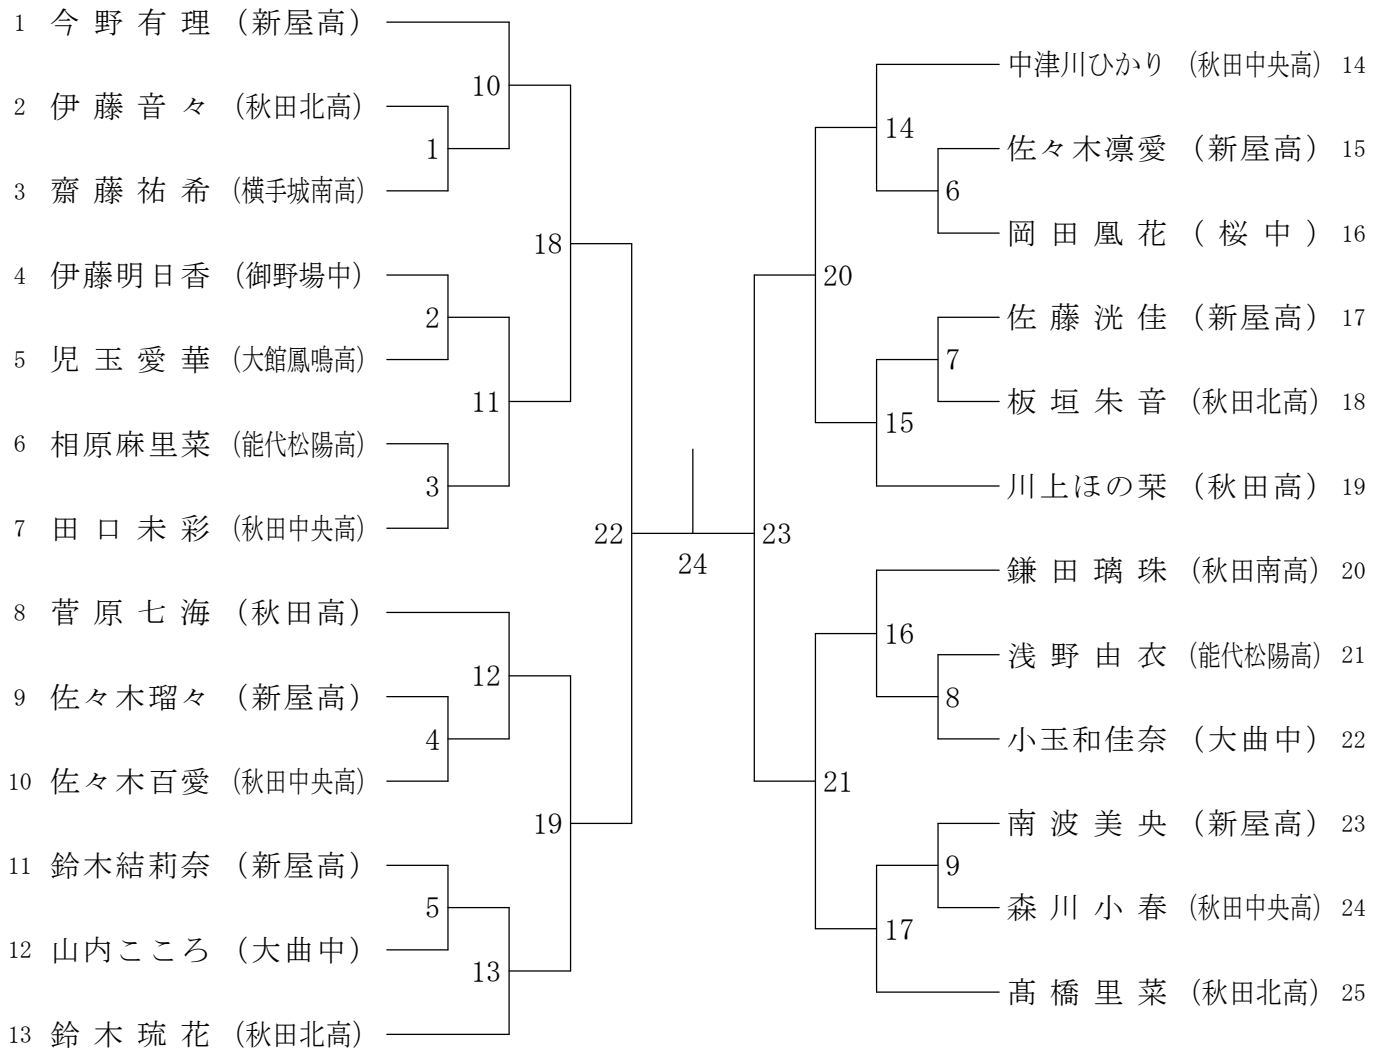 1 今野有理 (新屋高)
2 伊藤音々 (秋田北高)
3 齋藤祐希 (横手城南高)
4 伊藤明日香 (御野場中)
5 児玉愛華 (大館鳳鳴高)
6 相原麻里菜 (能代松陽高)
7 田口未彩 (秋田中央高)
8 菅原七海 (秋田高)
9 佐々木瑠々 (新屋高)
10 佐々木百愛 (秋田中央高)
11 鈴木結莉奈 (新屋高)
12 山内こころ (大曲中)
13 鈴木琉花 (秋田北高)
10
1
18
2
11
3
22
12
4
19
5
13
24
23
20
14
6
7
15
21
16
8
9
17
中津川ひかり (秋田中央高) 14
佐々木凛愛 (新屋高) 15
岡田凰花 (桜中) 16
佐藤洸佳 (新屋高) 17
板垣朱音 (秋田北高) 18
川上ほの栞 (秋田高) 19
鎌田璃珠 (秋田南高) 20
浅野由衣 (能代松陽高) 21
小玉和佳奈 (大曲中) 22
南波美央 (新屋高) 23
森川小春 (秋田中央高) 24
髙橋里菜 (秋田北高) 25